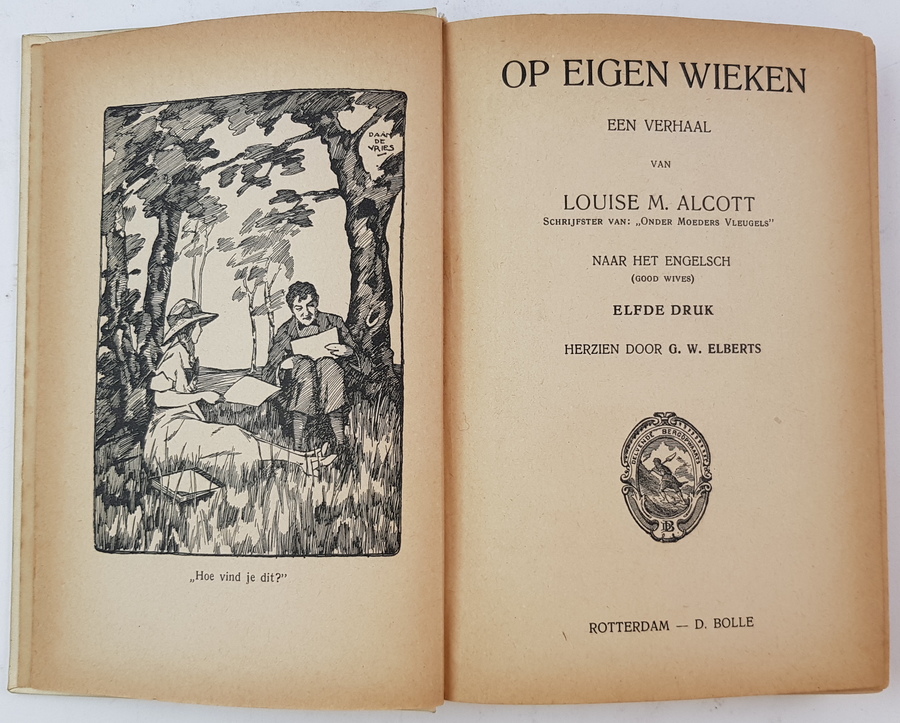 DAAN
DE
VRIES
„Hoe vind je dit?”
OP EIGEN WIEKEN
EEN VERHAAL
VAN
LOUISE M. ALCOTT
SCHRIJFSTER VAN: „ONDER MOEDERS VLEUGELS”
NAAR HET ENGELSCH
(GOOD WIVES)
ELFDE DRUK
HERZIEN DOOR G. W. ELBERTS
DB
ROTTERDAM — D. BOLLE